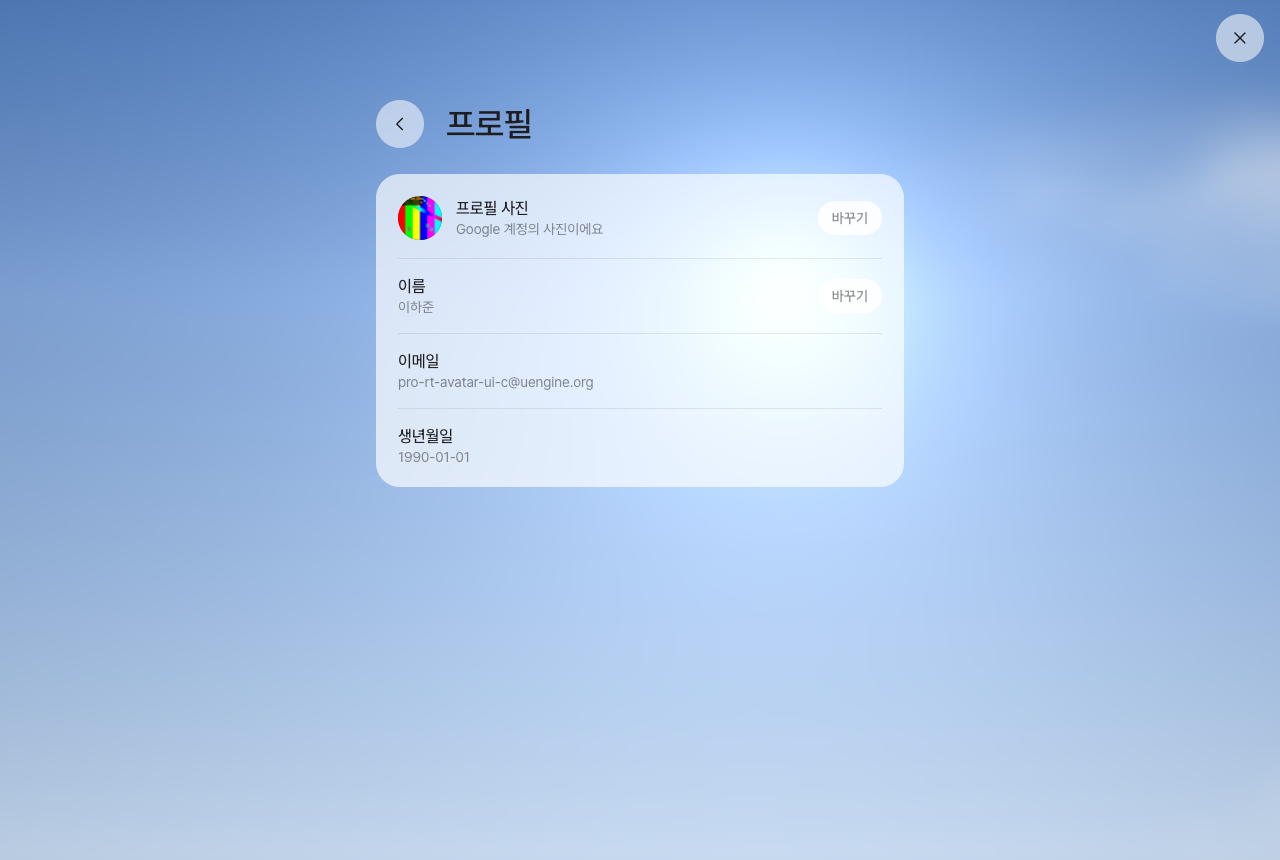 프로필
프로필 사진
Google 계정의 사진이에요
바꾸기
이름
이하준
바꾸기
이메일
pro-rt-avatar-ui-c@uengine.org
생년월일
1990-01-01